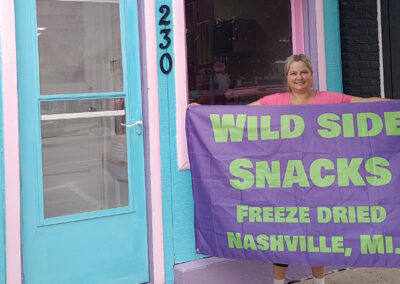 230
WILD SIDE
SNACKS
FREEZE DRIED
NASHVILLE, MI.